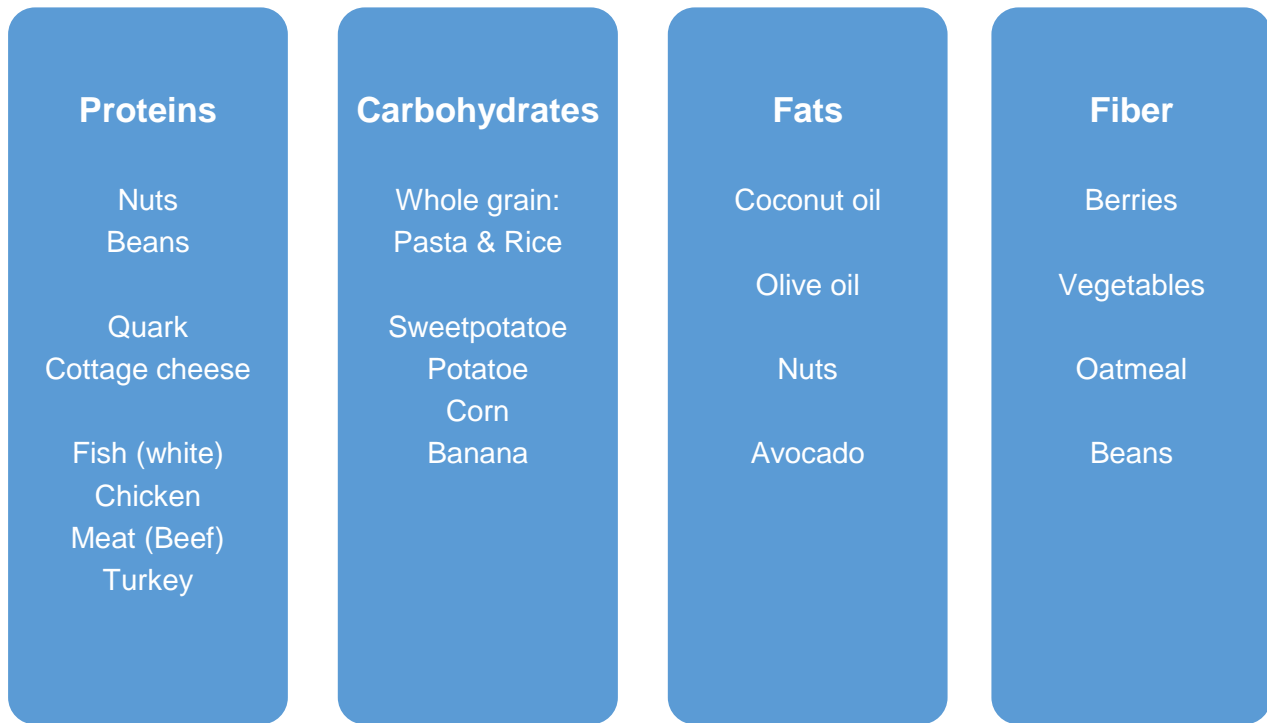 Proteins
Nuts
Beans
Quark
Cottage cheese
Fish (white)
Chicken
Meat (Beef)
Turkey
Carbohydrates
Whole grain:
Pasta & Rice
Sweetpotatoe
Potatoe
Corn
Banana
Fats
Coconut oil
Olive oil
Nuts
Avocado
Fiber
Berries
Vegetables
Oatmeal
Beans